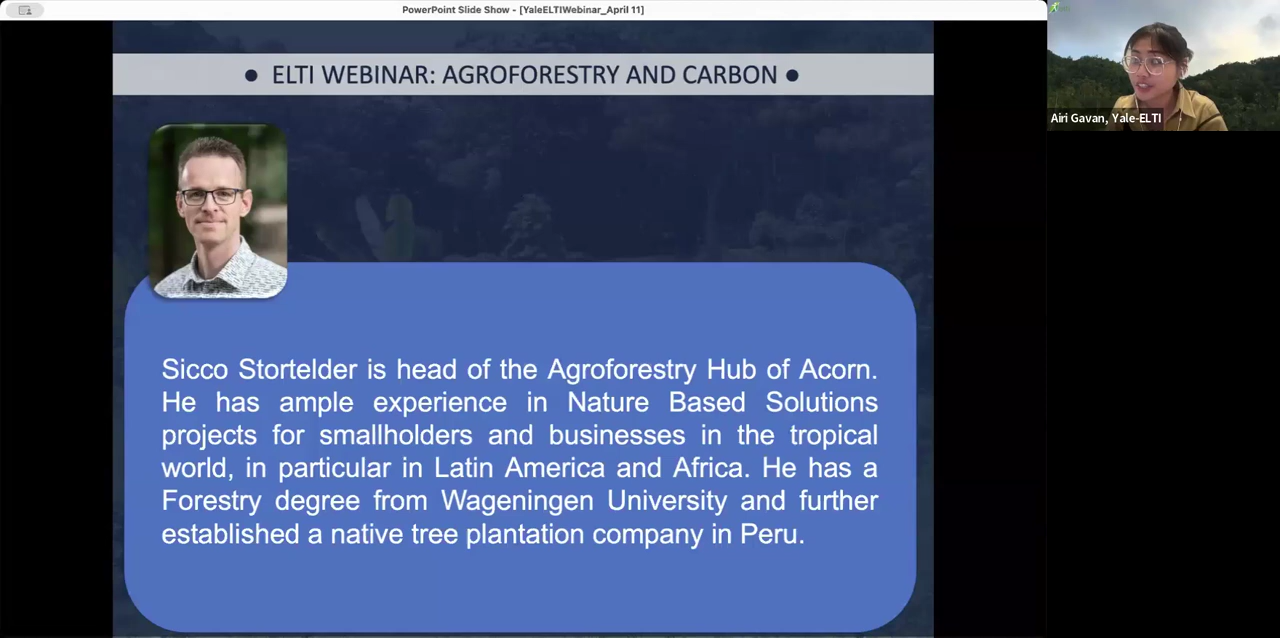 PowerPoint Slide Show - [YaleELTIWebinar_April 11]
● ELTI WEBINAR: AGROFORESTRY AND CARBON ●
Airi Gavan, Yale-ELTI
Sicco Stortelder is head of the Agroforestry Hub of Acorn.
He has ample experience in Nature Based Solutions
projects for smallholders and businesses in the tropical
world, in particular in Latin America and Africa. He has a
Forestry degree from Wageningen University and further
established a native tree plantation company in Peru.